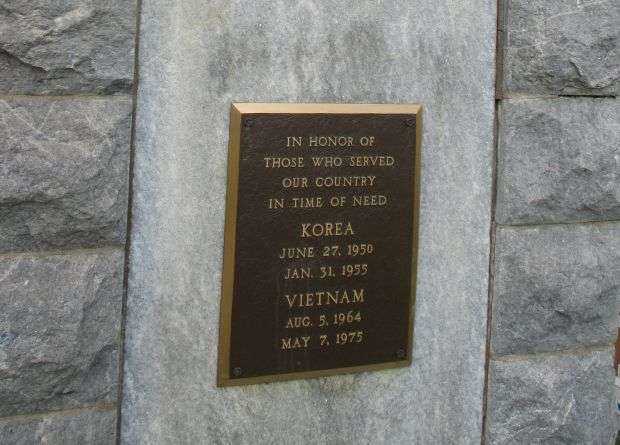 IN HONOR OF
THOSE WHO SERVED
OUR COUNTRY
IN TIME OF NEED
KOREA
JUNE 27, 1950
JAN. 31, 1955
VIETNAM
AUG. 5, 1964
MAY 7, 1975